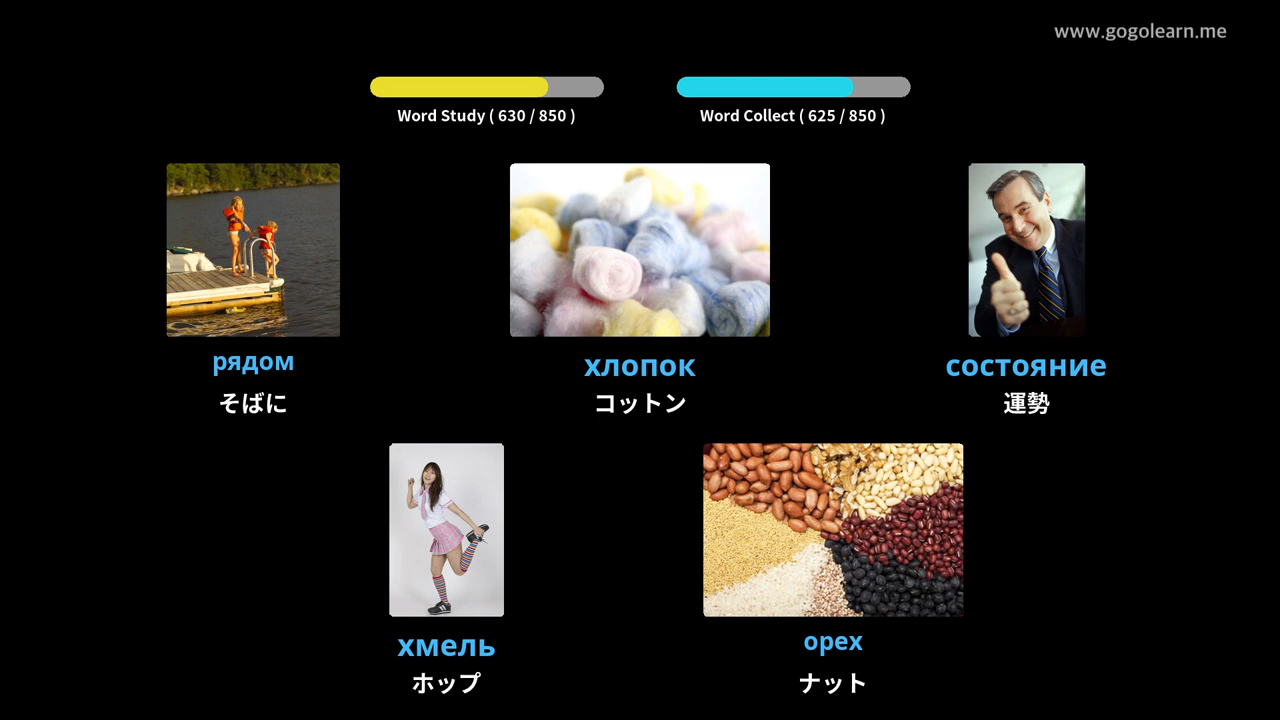 www.gogolearn.me
Word Study ( 630 / 850 )
Word Collect ( 625 / 850 )
рядом
そばに
хлопок
コットン
состояние
運勢
хмель
ホップ
орех
ナット